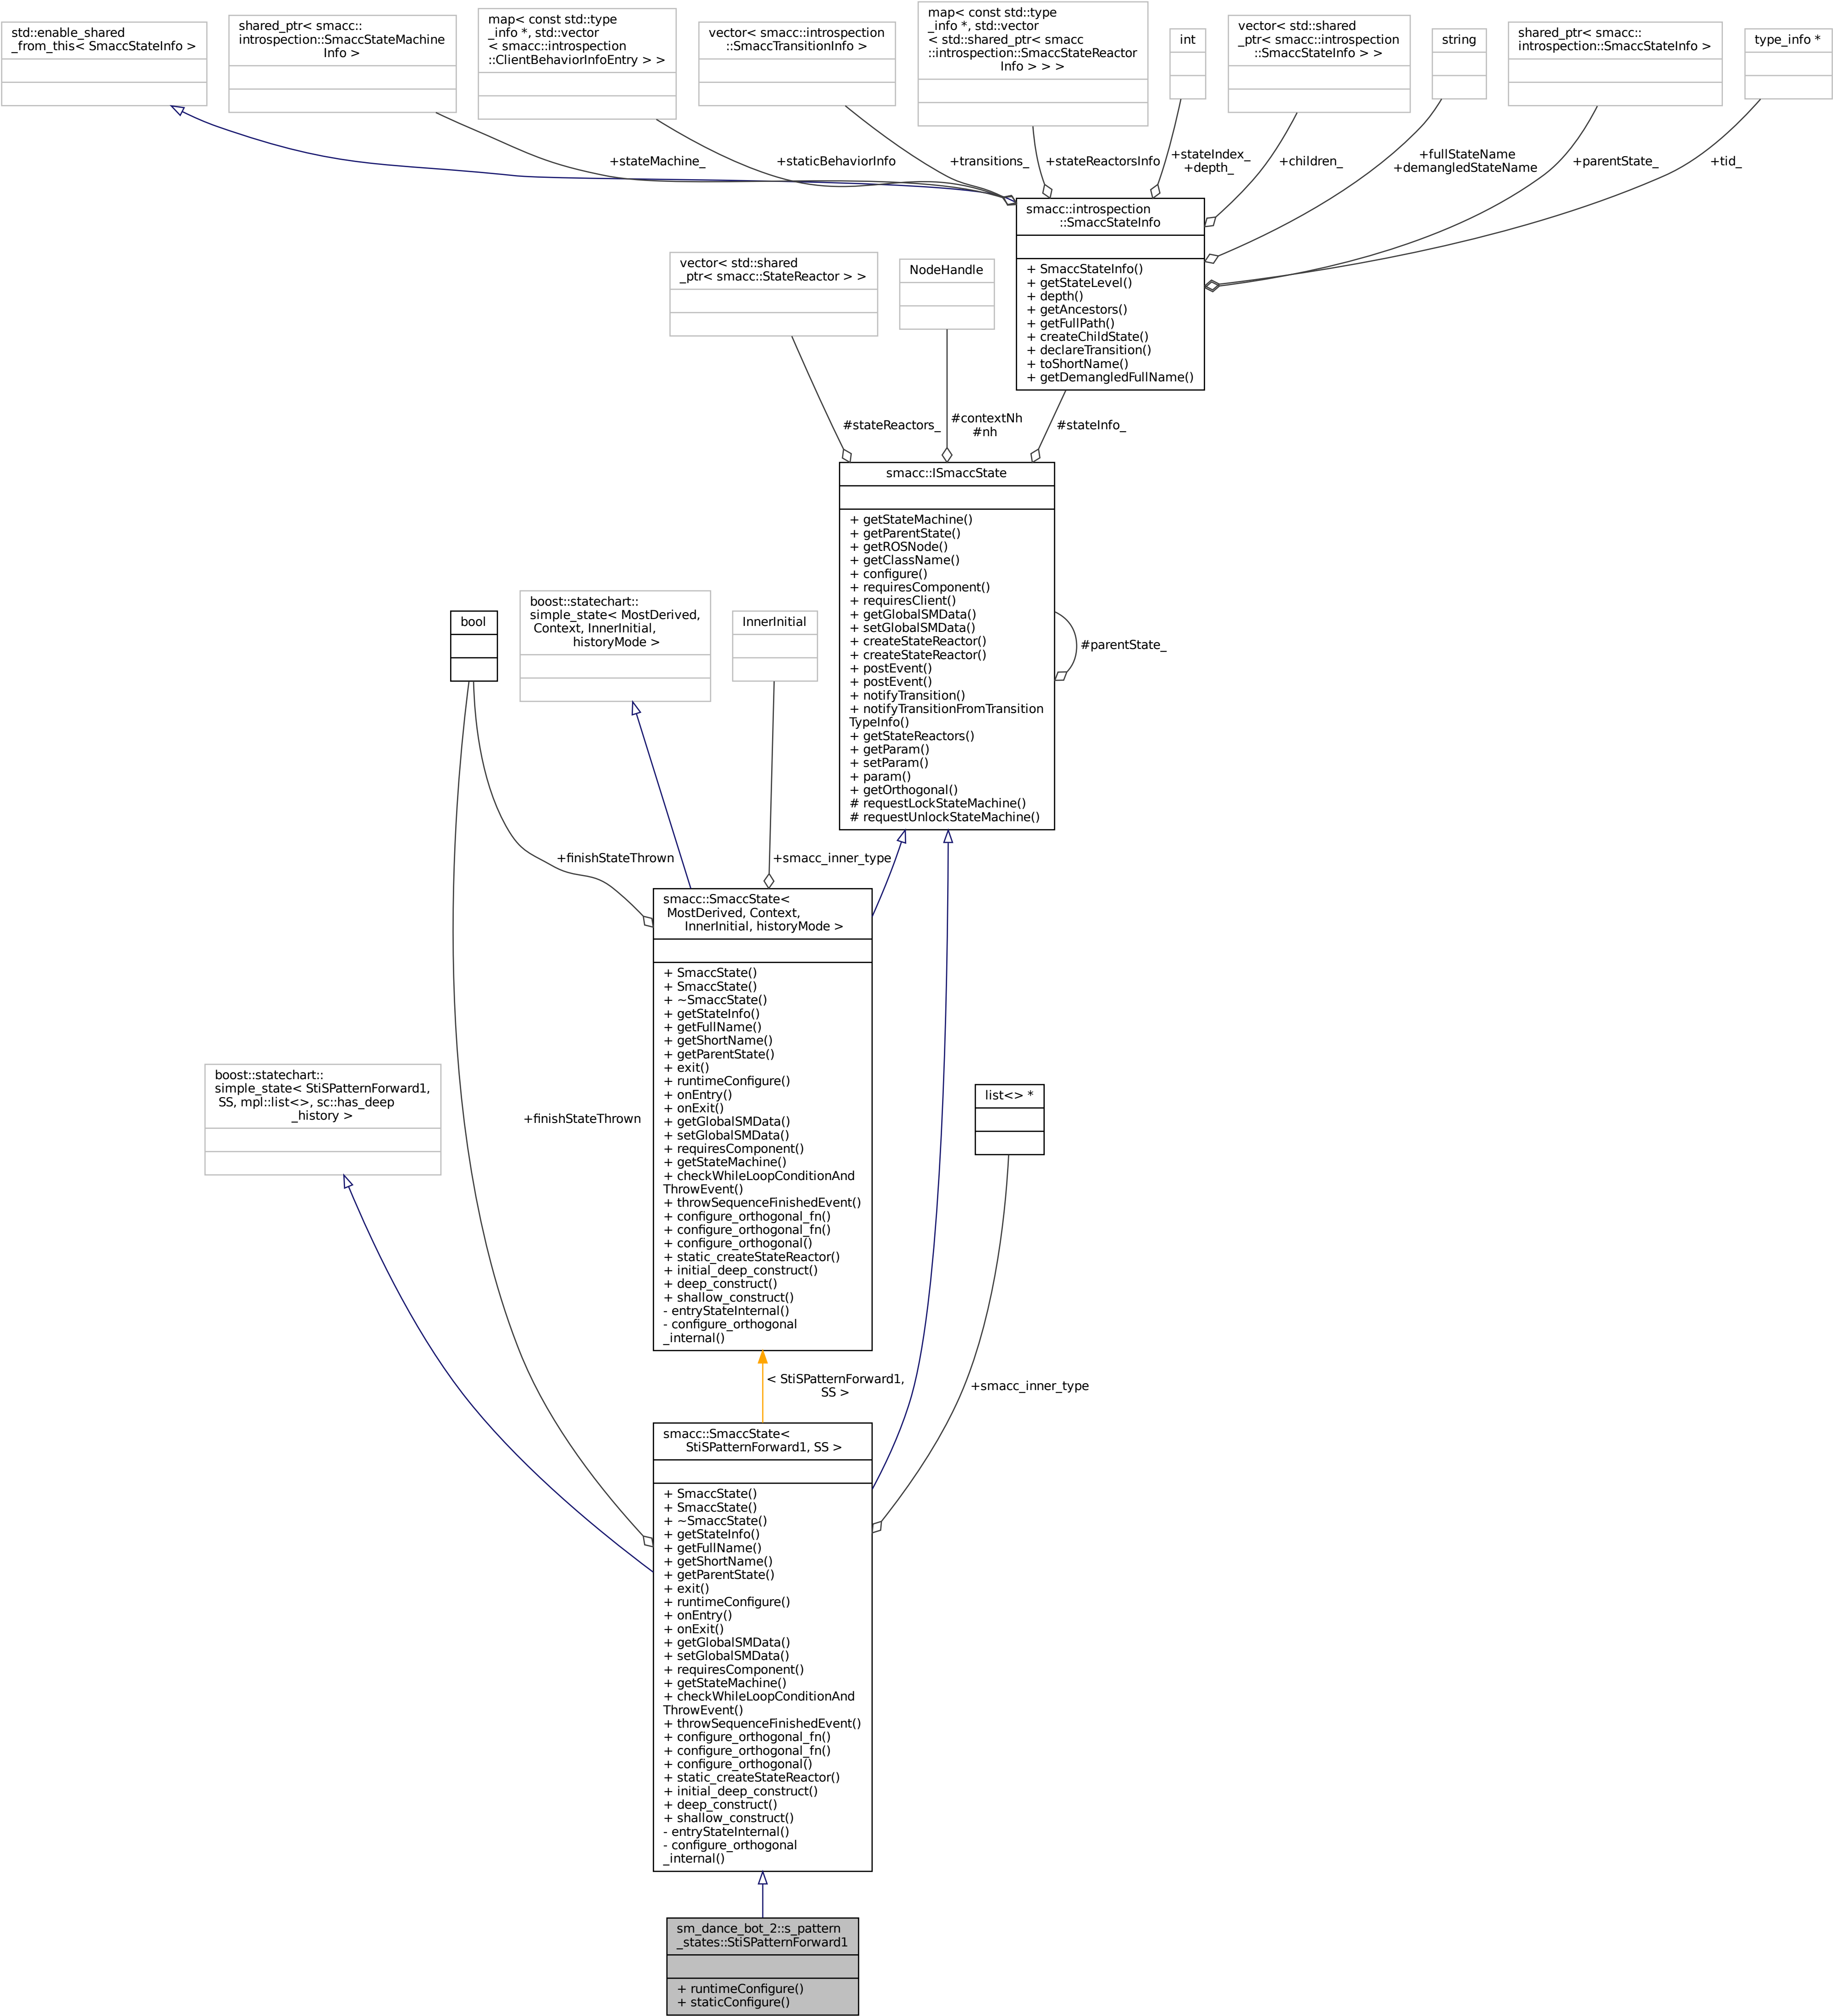 std::enable_shared
_from_this< SmaccStateInfo >
shared_ptr< smacc::
introspection::SmaccStateMachine
Info >
map< const std::type
_info *, std::vector
< smacc::introspection
::ClientBehaviorInfoEntry > >
vector< smacc::introspection
::SmaccTransitionInfo >
map< const std::type
_info *, std::vector
< std::shared_ptr< smacc
::introspection::SmaccStateReactor
Info > > >
int
vector< std::shared
_ptr< smacc::introspection
::SmaccStateInfo > >
string
shared_ptr< smacc::
introspection::SmaccStateInfo >
type_info *
+stateMachine_
+staticBehaviorInfo
+transitions_
+stateReactorsInfo
+stateIndex_
+depth_
+children_
+fullStateName
+demangledStateName
+parentState_
+tid_
smacc::introspection
::SmaccStateInfo
+ SmaccStateInfo()
+ getStateLevel()
+ depth()
+ getAncestors()
+ getFullPath()
+ createChildState()
+ declareTransition()
+ toShortName()
+ getDemangledFullName()
vector< std::shared
_ptr< smacc::StateReactor > >
NodeHandle
#stateReactors_
#contextNh
#nh
#stateInfo_
smacc::ISmaccState
+ getStateMachine()
+ getParentState()
+ getROSNode()
+ getClassName()
+ configure()
+ requiresComponent()
+ requiresClient()
+ getGlobalSMData()
+ setGlobalSMData()
+ createStateReactor()
+ createStateReactor()
+ postEvent()
+ postEvent()
+ notifyTransition()
+ notifyTransitionFromTransition
TypeInfo()
+ getStateReactors()
+ getParam()
+ setParam()
+ param()
+ getOrthogonal()
# requestLockStateMachine()
# requestUnlockStateMachine()
#parentState_
bool
boost::statechart::
simple_state< MostDerived,
Context, InnerInitial,
historyMode >
InnerInitial
+finishStateThrown
+smacc_inner_type
smacc::SmaccState<
MostDerived, Context,
InnerInitial, historyMode >
+ SmaccState()
+ SmaccState()
+ ~SmaccState()
+ getStateInfo()
+ getFullName()
+ getShortName()
+ getParentState()
+ exit()
+ runtimeConfigure()
+ onEntry()
+ onExit()
+ getGlobalSMData()
+ setGlobalSMData()
+ requiresComponent()
+ getStateMachine()
+ checkWhileLoopConditionAnd
ThrowEvent()
+ throwSequenceFinishedEvent()
+ configure_orthogonal_fn()
+ configure_orthogonal_fn()
+ configure_orthogonal()
+ static_createStateReactor()
+ initial_deep_construct()
+ deep_construct()
+ shallow_construct()
- entryStateInternal()
- configure_orthogonal
_internal()
boost::statechart::
simple_state< StiSPatternForward1,
SS, mpl::list<>, sc::has_deep
_history >
+finishStateThrown
list<> *
< StiSPatternForward1,
SS >
+smacc_inner_type
smacc::SmaccState<
StiSPatternForward1, SS >
+ SmaccState()
+ SmaccState()
+ ~SmaccState()
+ getStateInfo()
+ getFullName()
+ getShortName()
+ getParentState()
+ exit()
+ runtimeConfigure()
+ onEntry()
+ onExit()
+ getGlobalSMData()
+ setGlobalSMData()
+ requiresComponent()
+ getStateMachine()
+ checkWhileLoopConditionAnd
ThrowEvent()
+ throwSequenceFinishedEvent()
+ configure_orthogonal_fn()
+ configure_orthogonal_fn()
+ configure_orthogonal()
+ static_createStateReactor()
+ initial_deep_construct()
+ deep_construct()
+ shallow_construct()
- entryStateInternal()
- configure_orthogonal
_internal()
sm_dance_bot_2::s_pattern
_states::StiSPatternForward1
+ runtimeConfigure()
+ staticConfigure()